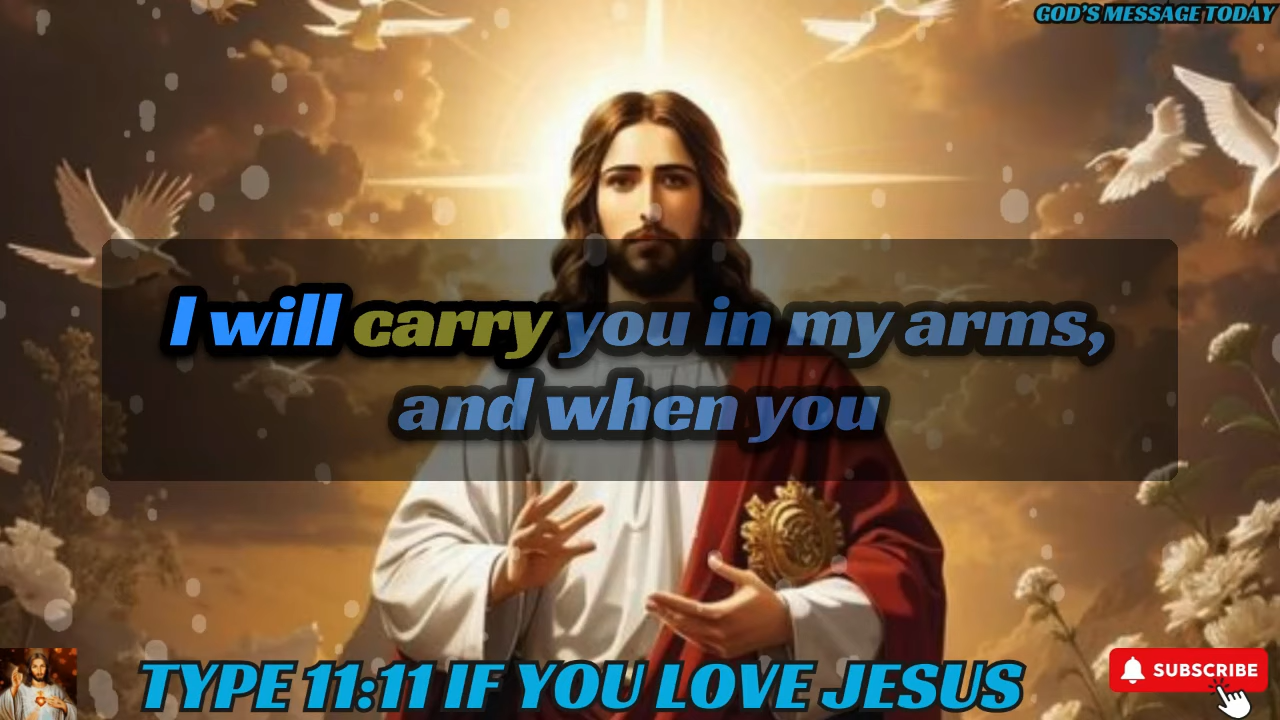 GOD'S MESSAGE TODAY
I will carry you in my arms,
and when you
TYPE 11:11 IF YOU LOVE JESUS
SUBSCRIBE